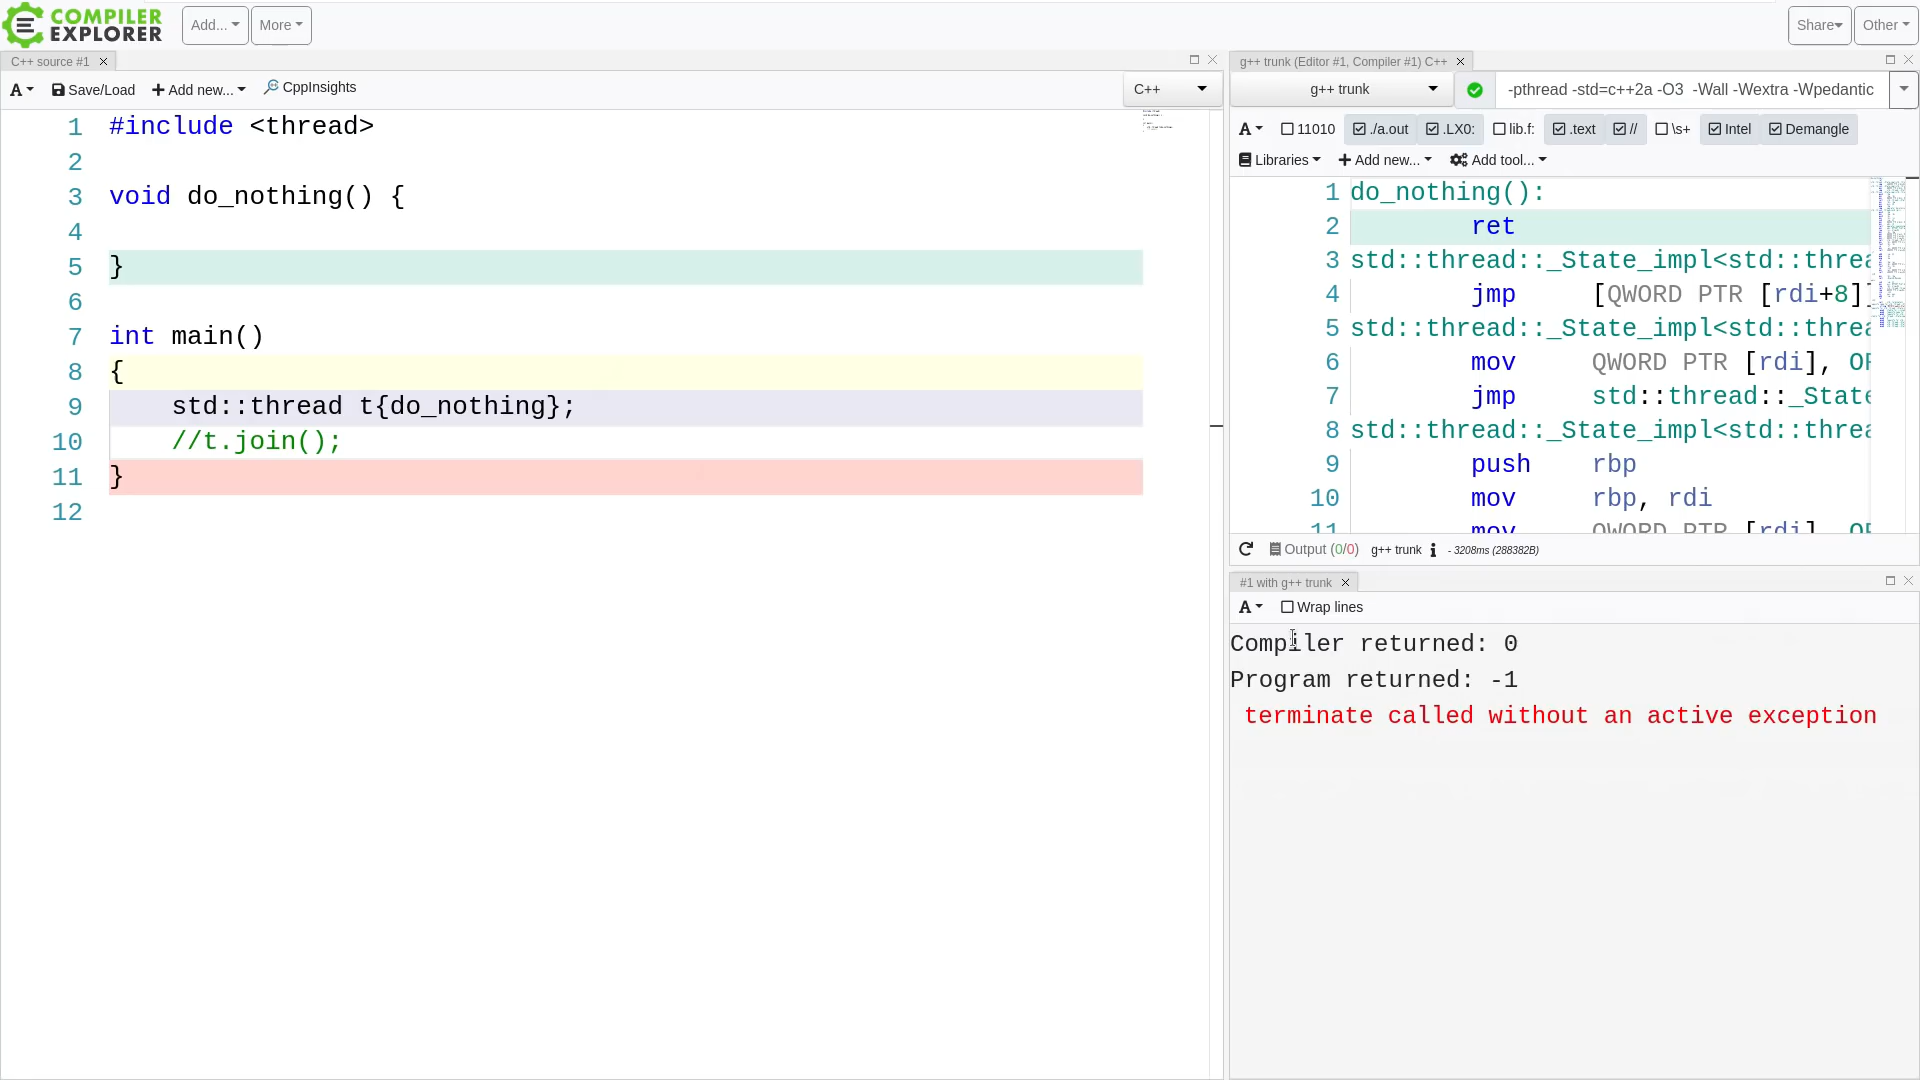 COMPILER
EXPLORER
Add...
More
Share
Other
C++ source #1
A
Save/Load
Add new...
CppInsights
C++
1 #include <thread>
2
3 void do_nothing() {
4
5 }
6
7 int main()
8 {
9 std::thread t{do_nothing};
10 //t.join();
11 }
12
g++ trunk (Editor #1, Compiler #1) C++
g++ trunk
-pthread -std=c++2a -O3 -Wall -Wextra -Wpedantic
A
11010
./a.out
.LX0:
lib.f:
.text
//
\s+
Intel
Demangle
Libraries
Add new...
Add tool...
1 do_nothing():
2 ret
3 std::thread::_State_impl<std::threa
4 jmp [QWORD PTR [rdi+8]]
5 std::thread::_State_impl<std::threa
6 mov QWORD PTR [rdi], OF
7 jmp std::thread::_State
8 std::thread::_State_impl<std::threa
9 push rbp
10 mov rbp, rdi
11 mov QWORD PTR [rdi], OF
Output (0/0) g++ trunk - 3208ms (288382B)
#1 with g++ trunk
A
Wrap lines
Compiler returned: 0
Program returned: -1
terminate called without an active exception